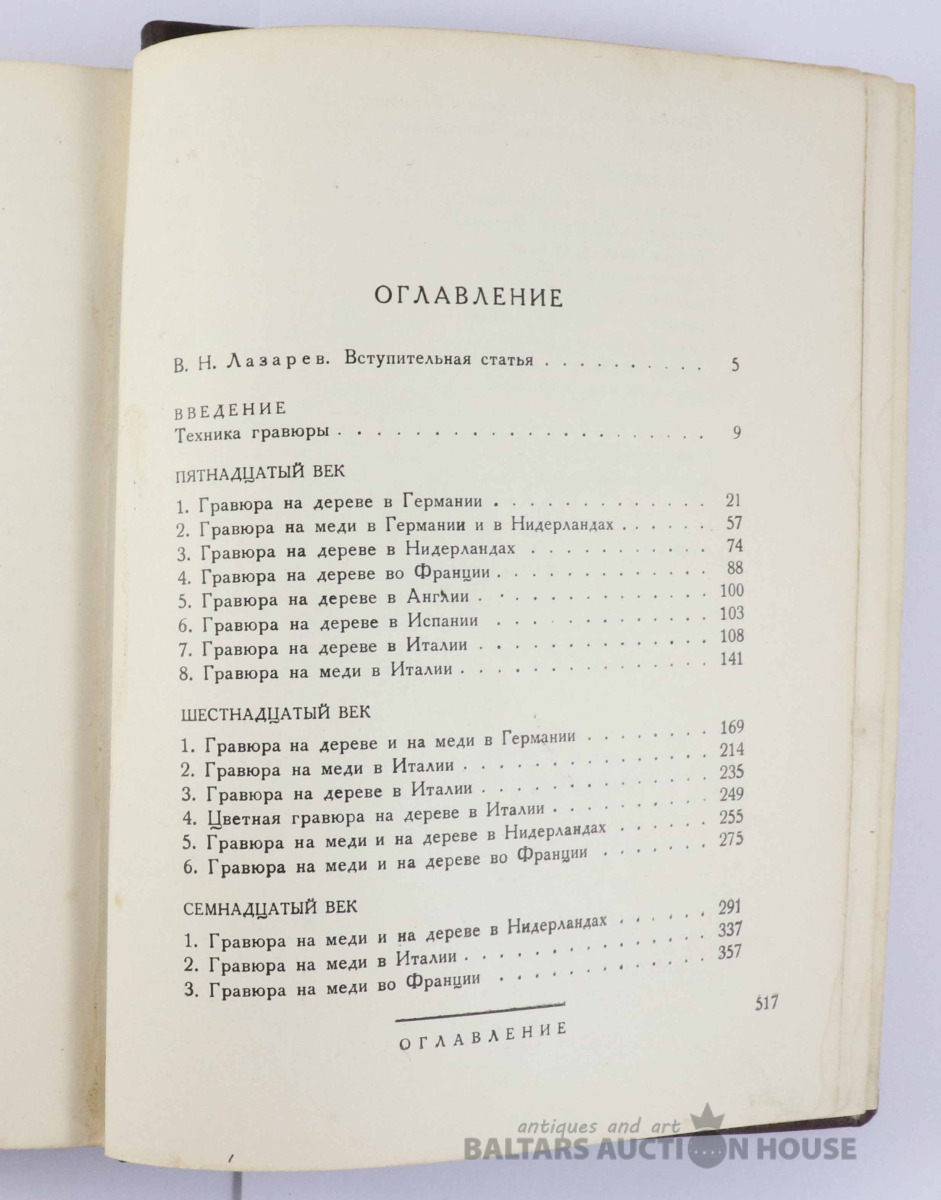 ОГЛАВЛЕНИЕ
В. Н. Лазарев. Вступительная статья . . . . . . . . . 5
ВВЕДЕНИЕ
Техника гравюры . . . . . . . . . . . . . . . . . 9
ПЯТНАДЦАТЫЙ ВЕК
1. Гравюра на дереве в Германии . . . . . . . . . . . . 21
2. Гравюра на меди в Германии и в Нидерландах . . . . . . 57
3. Гравюра на дереве в Нидерландах . . . . . . . . . . 74
4. Гравюра на дереве во Франции . . . . . . . . . . . . 88
5. Гравюра на дереве в Англии . . . . . . . . . . . . . 100
6. Гравюра на дереве в Испании . . . . . . . . . . . . 103
7. Гравюра на дереве в Италии . . . . . . . . . . . . . 108
8. Гравюра на меди в Италии . . . . . . . . . . . . . . 141
ШЕСТНАДЦАТЫЙ ВЕК
1. Гравюра на дереве и на меди в Германии . . . . . . . 169
2. Гравюра на меди в Италии . . . . . . . . . . . . . 214
3. Гравюра на дереве в Италии . . . . . . . . . . . . 235
4. Цветная гравюра на дереве в Италии . . . . . . . . . 249
5. Гравюра на меди и на дереве в Нидерландах . . . . . . 255
6. Гравюра на меди и на дереве во Франции . . . . . . . 275
СЕМНАДЦАТЫЙ ВЕК
1. Гравюра на меди и на дереве в Нидерландах . . . . . . 291
2. Гравюра на меди в Италии . . . . . . . . . . . . . 337
3. Гравюра на меди во Франции . . . . . . . . . . . . 357
517
ОГЛАВЛЕНИЕ
antiques and art
BALTARS AUCTION HOUSE